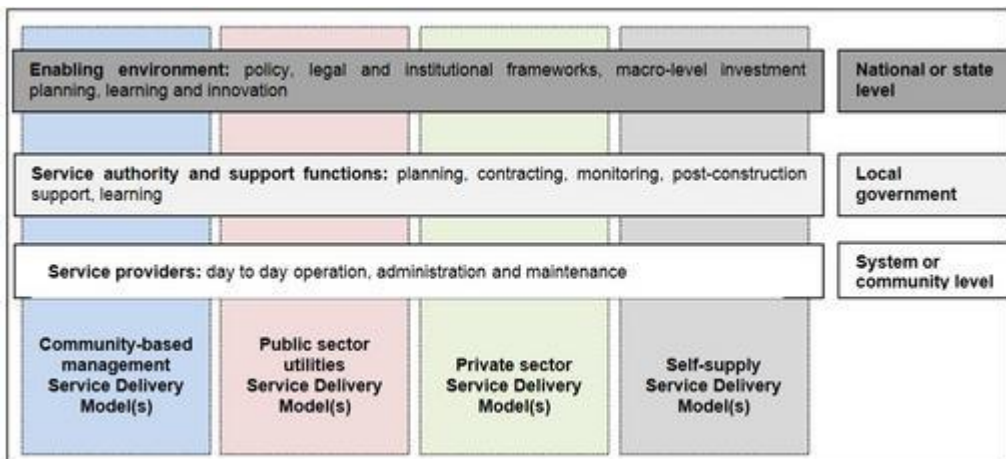 Enabling environment: policy, legal and institutional frameworks, macro-level investment
planning, learning and innovation
National or state
level
Service authority and support functions: planning, contracting, monitoring, post-construction
support, learning
Local
government
Service providers: day to day operation, administration and maintenance
System or
community level
Community-based
management
Service Delivery
Model(s)
Public sector
utilities
Service Delivery
Model(s)
Private sector
Service Delivery
Model(s)
Self-supply
Service Delivery
Model(s)